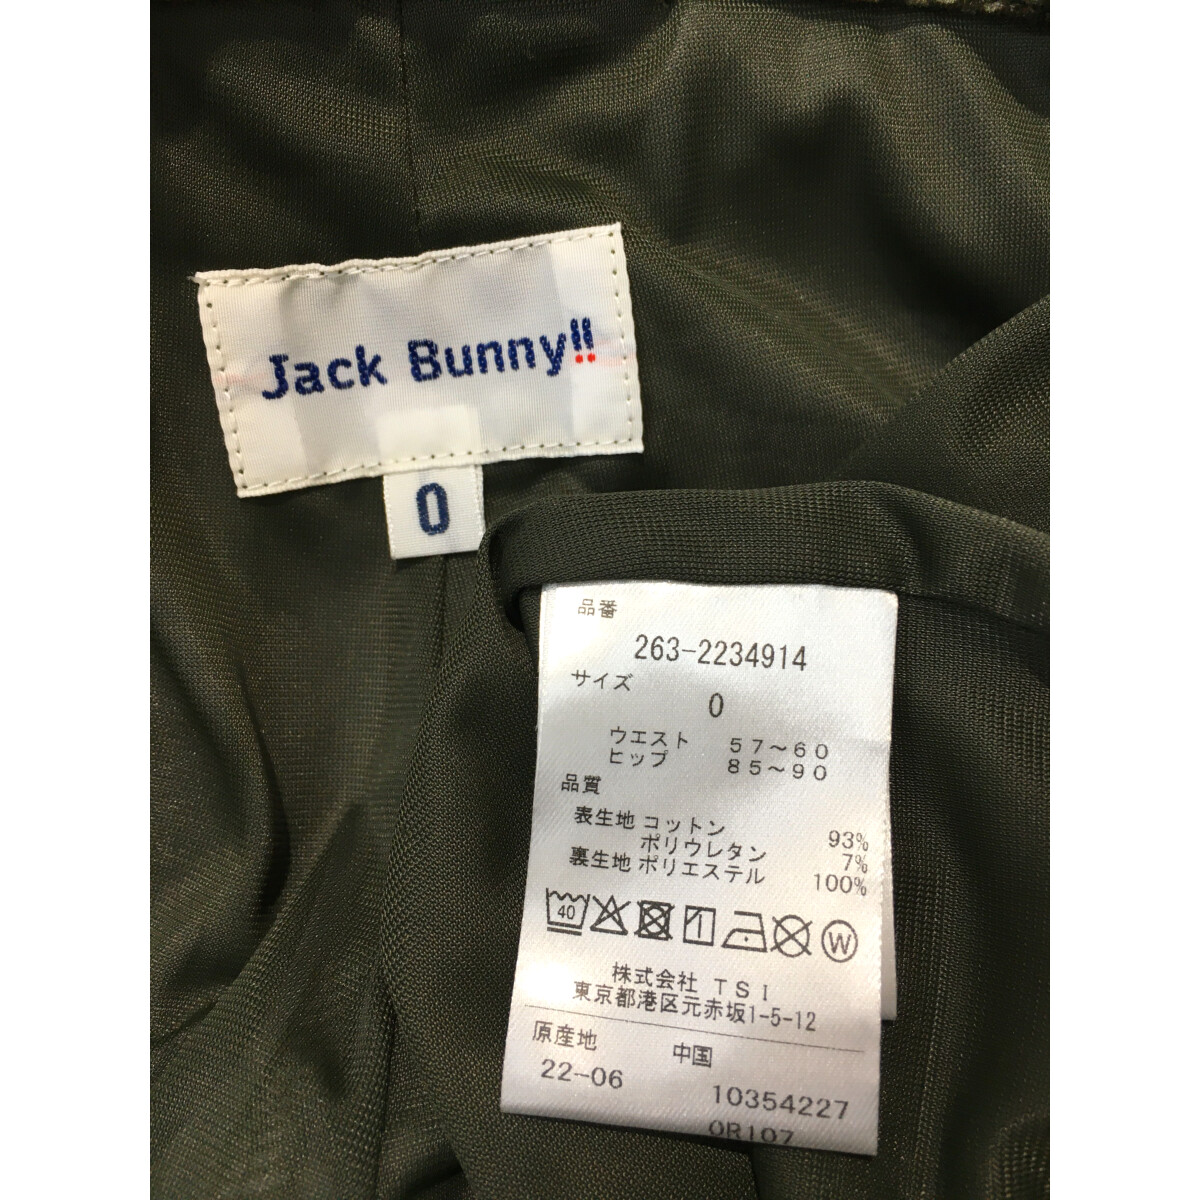 Jack Bunny!!
0
品番
263-2234914
サイズ
0
ウエスト 57～60
ヒップ 85～90
品質
表生地 コットン 93%
ポリウレタン 7%
裏生地 ポリエステル 100%
40 W
株式会社 TSI
東京都港区元赤坂1-5-12
原産地 中国
22-06
10354227
0R107